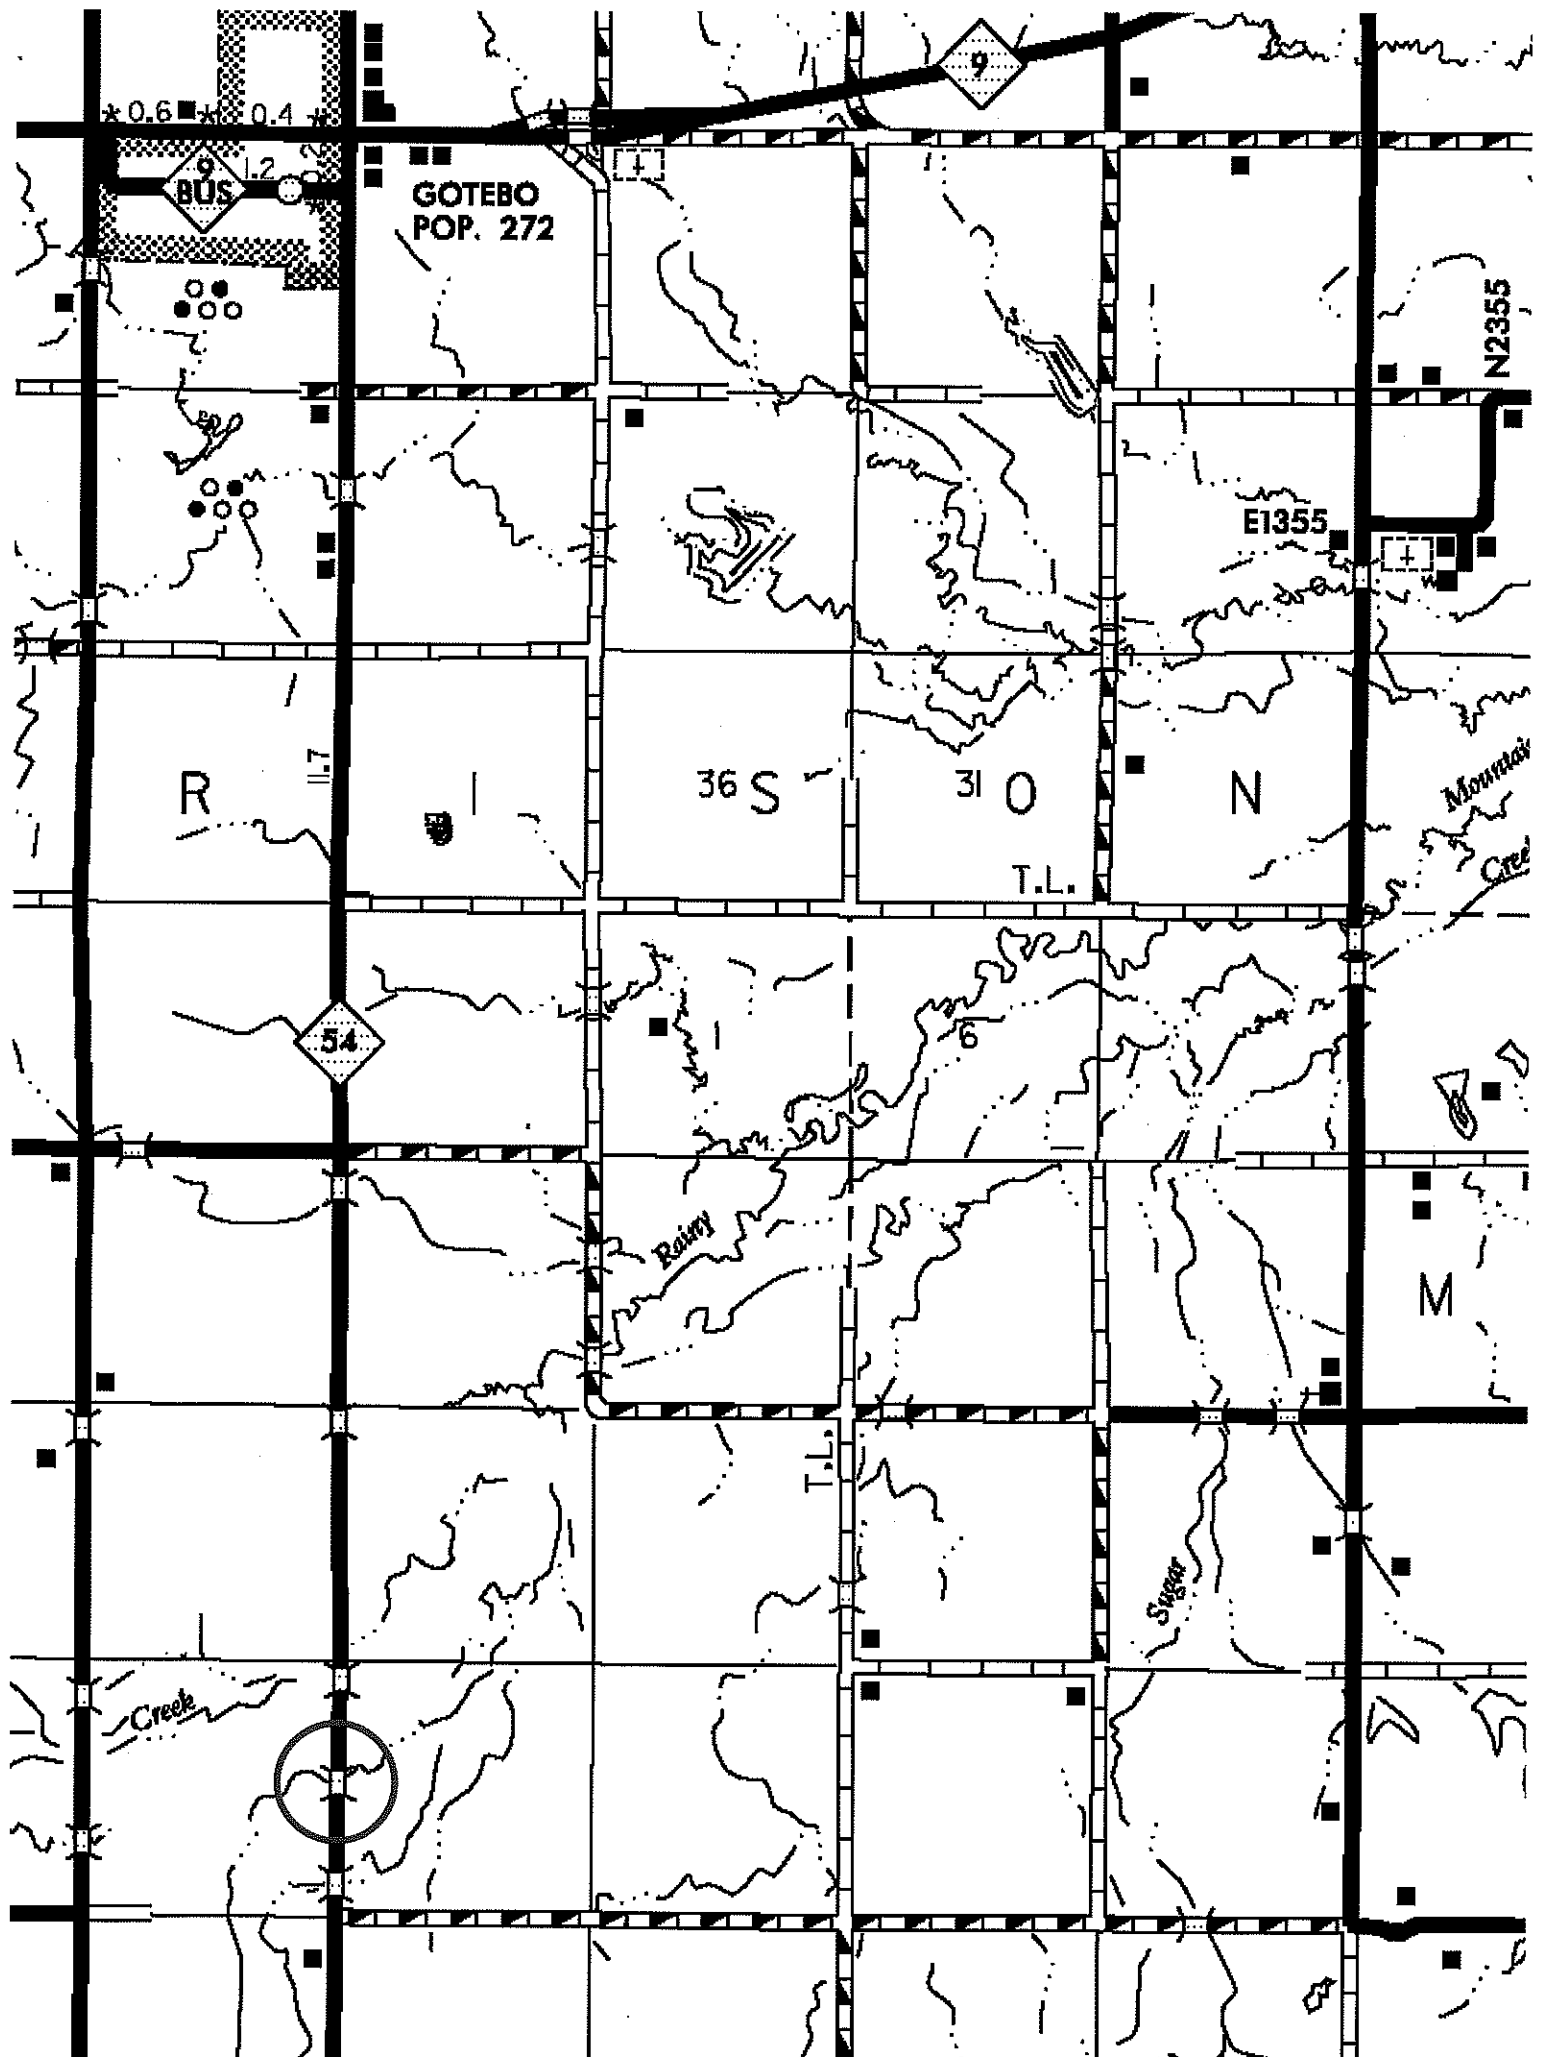 9
* 0.6 * 0.4 *
9
BUS
1.2
GOTEBO
POP. 272
N2355
E1355
R
11.7
36
S
31
O
N
Mountain
Creek
T.L.
54
1
6
Rainy
M
T.L.
Sugar
Creek